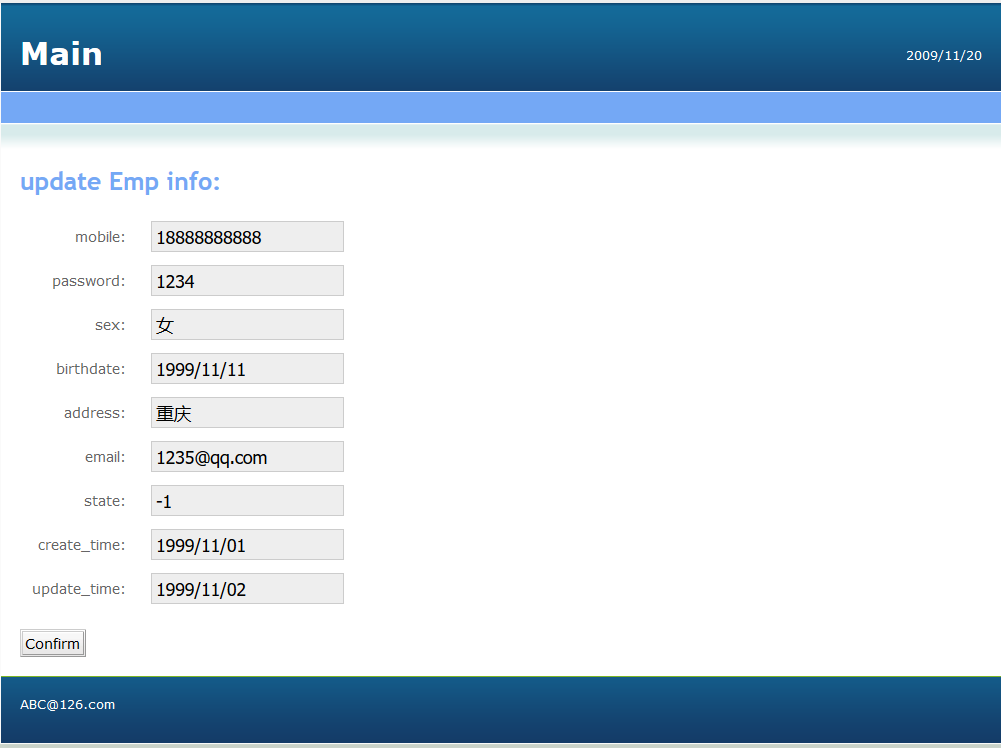 Main
2009/11/20
update Emp info:
mobile: 18888888888
password: 1234
sex: 女
birthdate: 1999/11/11
address: 重庆
email: 1235@qq.com
state: -1
create_time: 1999/11/01
update_time: 1999/11/02
Confirm
ABC@126.com